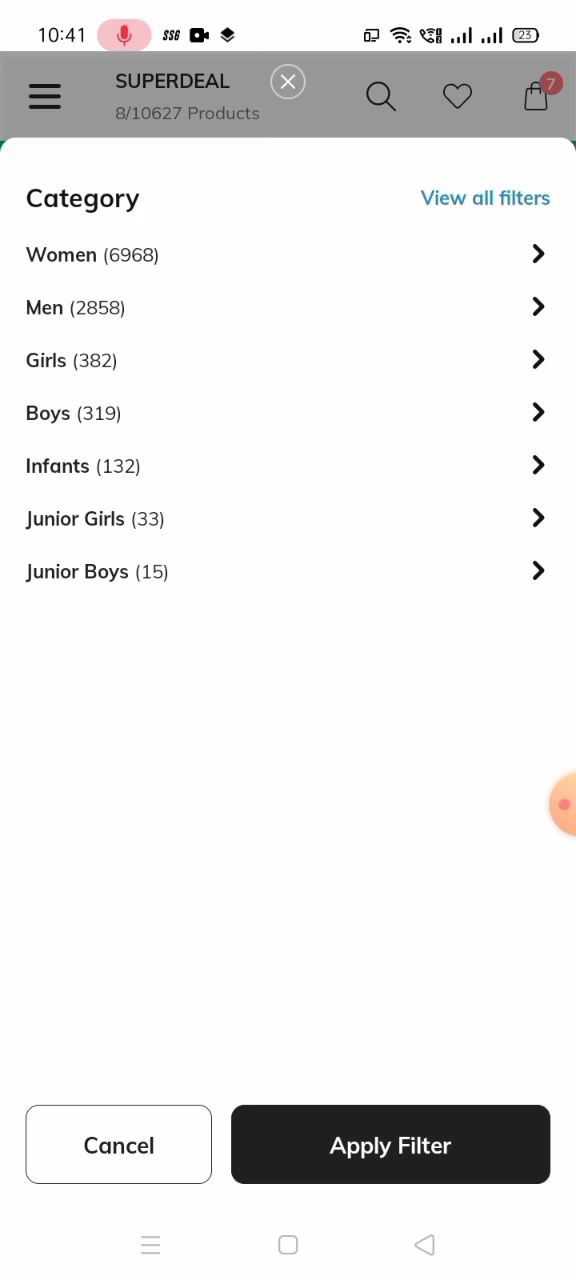 10:41
23
SUPERDEAL
8/10627 Products
7
Category
View all filters
Women (6968)
Men (2858)
Girls (382)
Boys (319)
Infants (132)
Junior Girls (33)
Junior Boys (15)
Cancel
Apply Filter